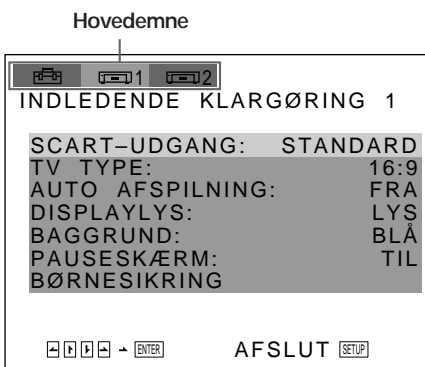 Hovedemne
1 2
INDLEDENDE KLARGØRING 1
SCART–UDGANG: STANDARD
TV TYPE: 16:9
AUTO AFSPILNING: FRA
DISPLAYLYS: LYS
BAGGRUND: BLÅ
PAUSESKÆRM: TIL
BØRNESIKRING
ENTER AFSLUT SETUP